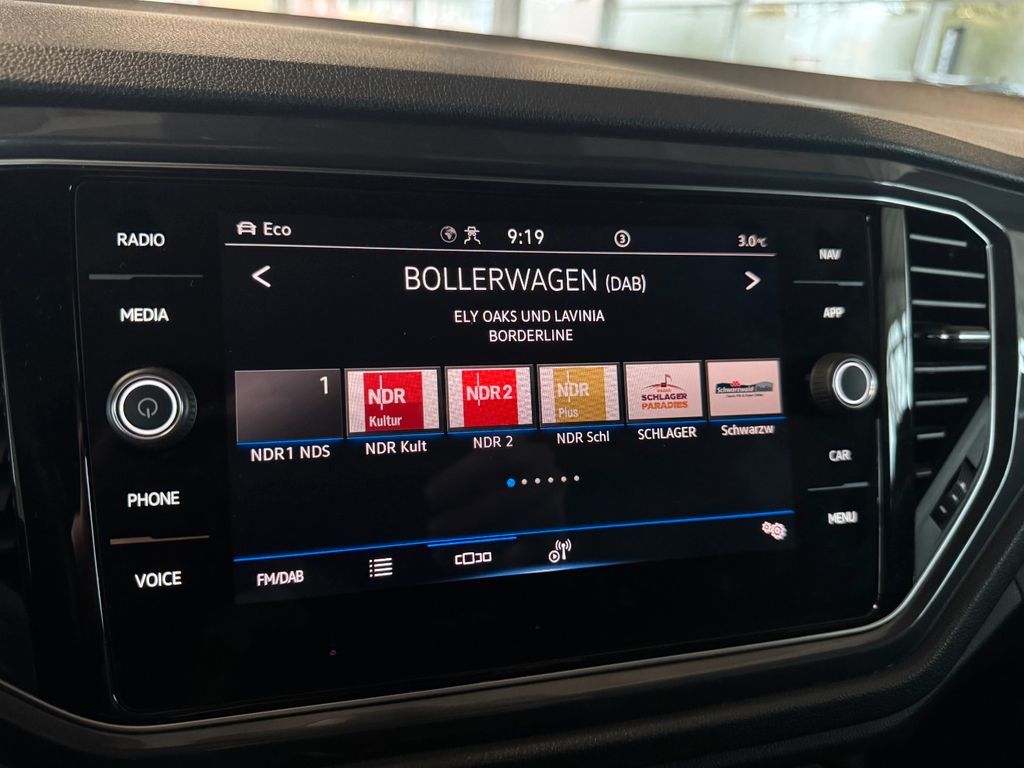 RADIO
MEDIA
PHONE
VOICE
Eco
9:19
3
3.0°C
BOLLERWAGEN (DAB)
ELY OAKS UND LAVINIA
BORDERLINE
1
NDR
Kultur
NDR 2
NDR
Plus
SCHLAGER
PARADIES
Schwarzwald
NDR1 NDS
NDR Kult
NDR 2
NDR Schl
SCHLAGER
Schwarzw
FM/DAB
NAV
APP
CAR
MENU